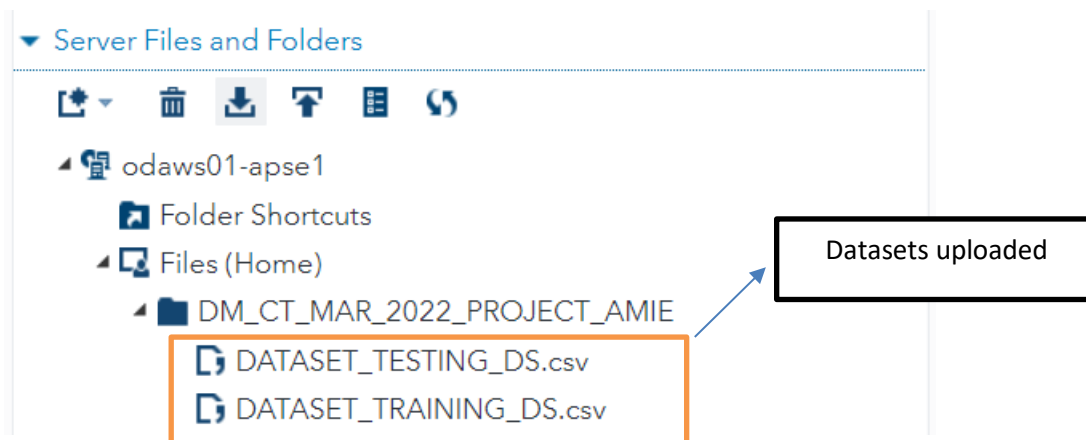 Server Files and Folders
odaws01-apse1
Folder Shortcuts
Files (Home)
Datasets uploaded
DM_CT_MAR_2022_PROJECT_AMIE
DATASET_TESTING_DS.csv
DATASET_TRAINING_DS.csv